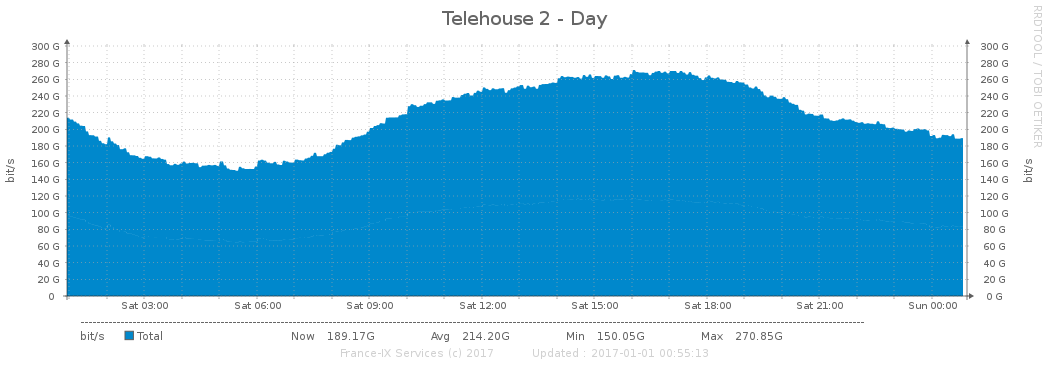 Telehouse 2 - Day
RRDTOOL / TOBI OETIKER
300 G 300 G
280 G 280 G
260 G 260 G
240 G 240 G
220 G 220 G
200 G 200 G
180 G 180 G
160 G 160 G
140 G 140 G
120 G 120 G
100 G 100 G
80 G 80 G
60 G 60 G
40 G 40 G
20 G 20 G
0 0 G
bit/s
bit/s
Sat 03:00 Sat 06:00 Sat 09:00 Sat 12:00 Sat 15:00 Sat 18:00 Sat 21:00 Sun 00:00
bit/s Total Now 189.17G Avg 214.20G Min 150.05G Max 270.85G
France-IX Services (c) 2017 Updated : 2017-01-01 00:55:13